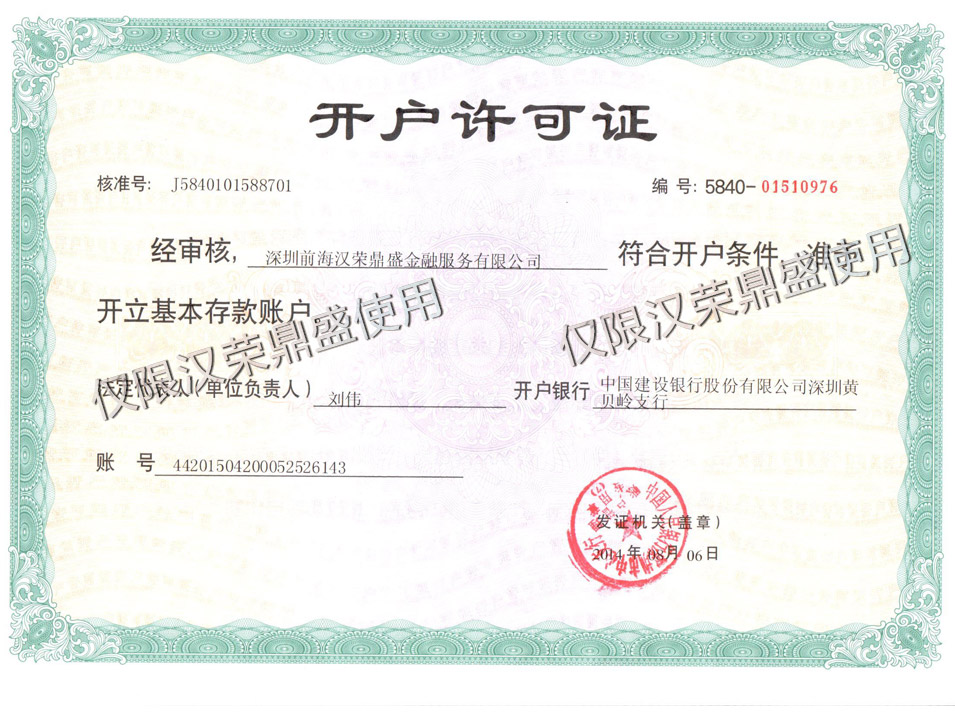 开户许可证
核准号: J5840101588701 编 号: 5840-01510976
经审核, 深圳前海汉荣鼎盛金融服务有限公司 符合开户条件, 准予
开立基本存款账户
仅限汉荣鼎盛使用
仅限汉荣鼎盛使用
法定代表人(单位负责人) 刘伟 开户银行 中国建设银行股份有限公司深圳黄
贝岭支行
账 号 44201504200052526143
发证机关(盖章)
2014年 08月 06日